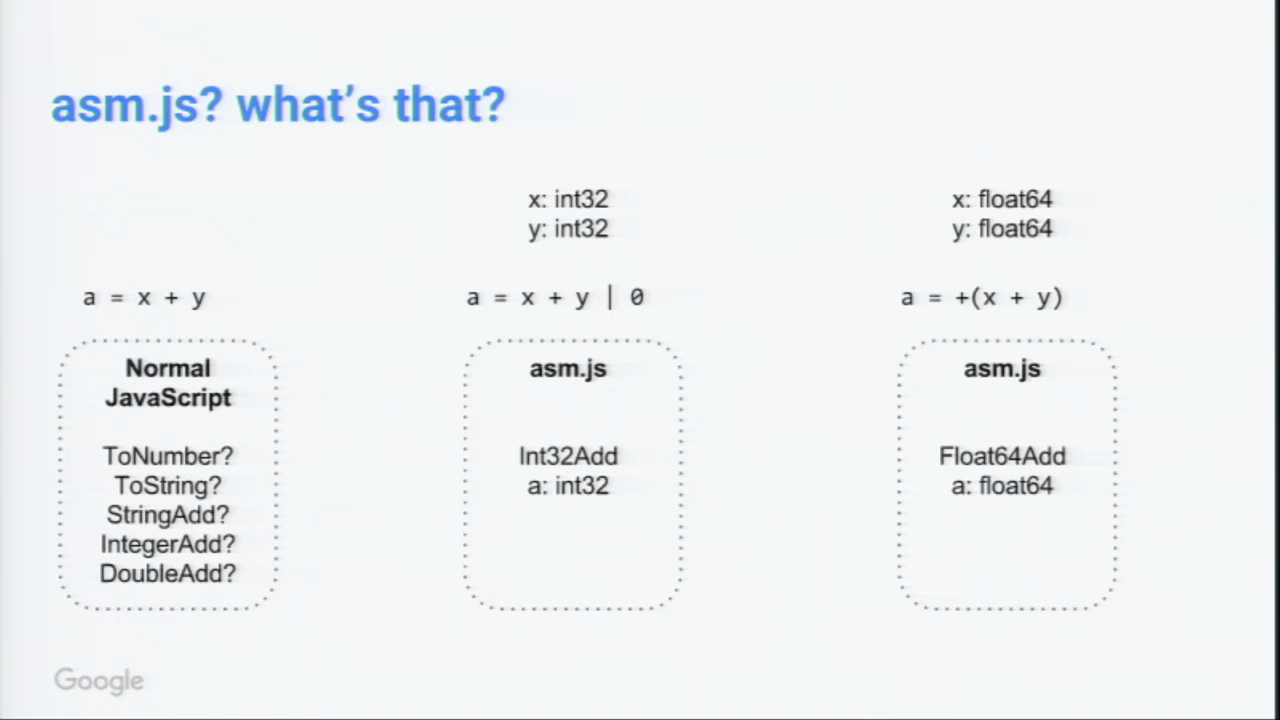 asm.js? what's that?
x: int32
y: int32
x: float64
y: float64
a = x + y
a = x + y | 0
a = +(x + y)
Normal
JavaScript
ToNumber?
ToString?
StringAdd?
IntegerAdd?
DoubleAdd?
asm.js
Int32Add
a: int32
asm.js
Float64Add
a: float64
Google